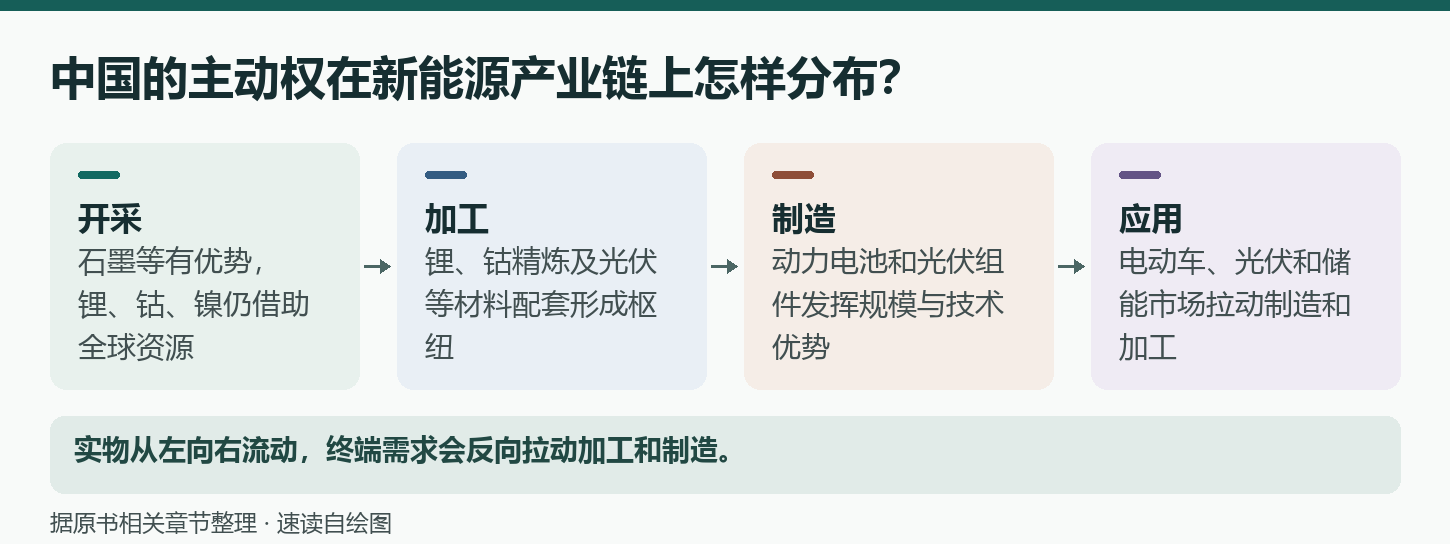 中国的主动权在新能源产业链上怎样分布?
开采
石墨等有优势,
锂、钴、镍仍借助
全球资源
加工
锂、钴精炼及光伏
等材料配套形成枢
纽
制造
动力电池和光伏组
件发挥规模与技术
优势
应用
电动车、光伏和储
能市场拉动制造和
加工
实物从左向右流动,终端需求会反向拉动加工和制造。
据原书相关章节整理 · 速读自绘图